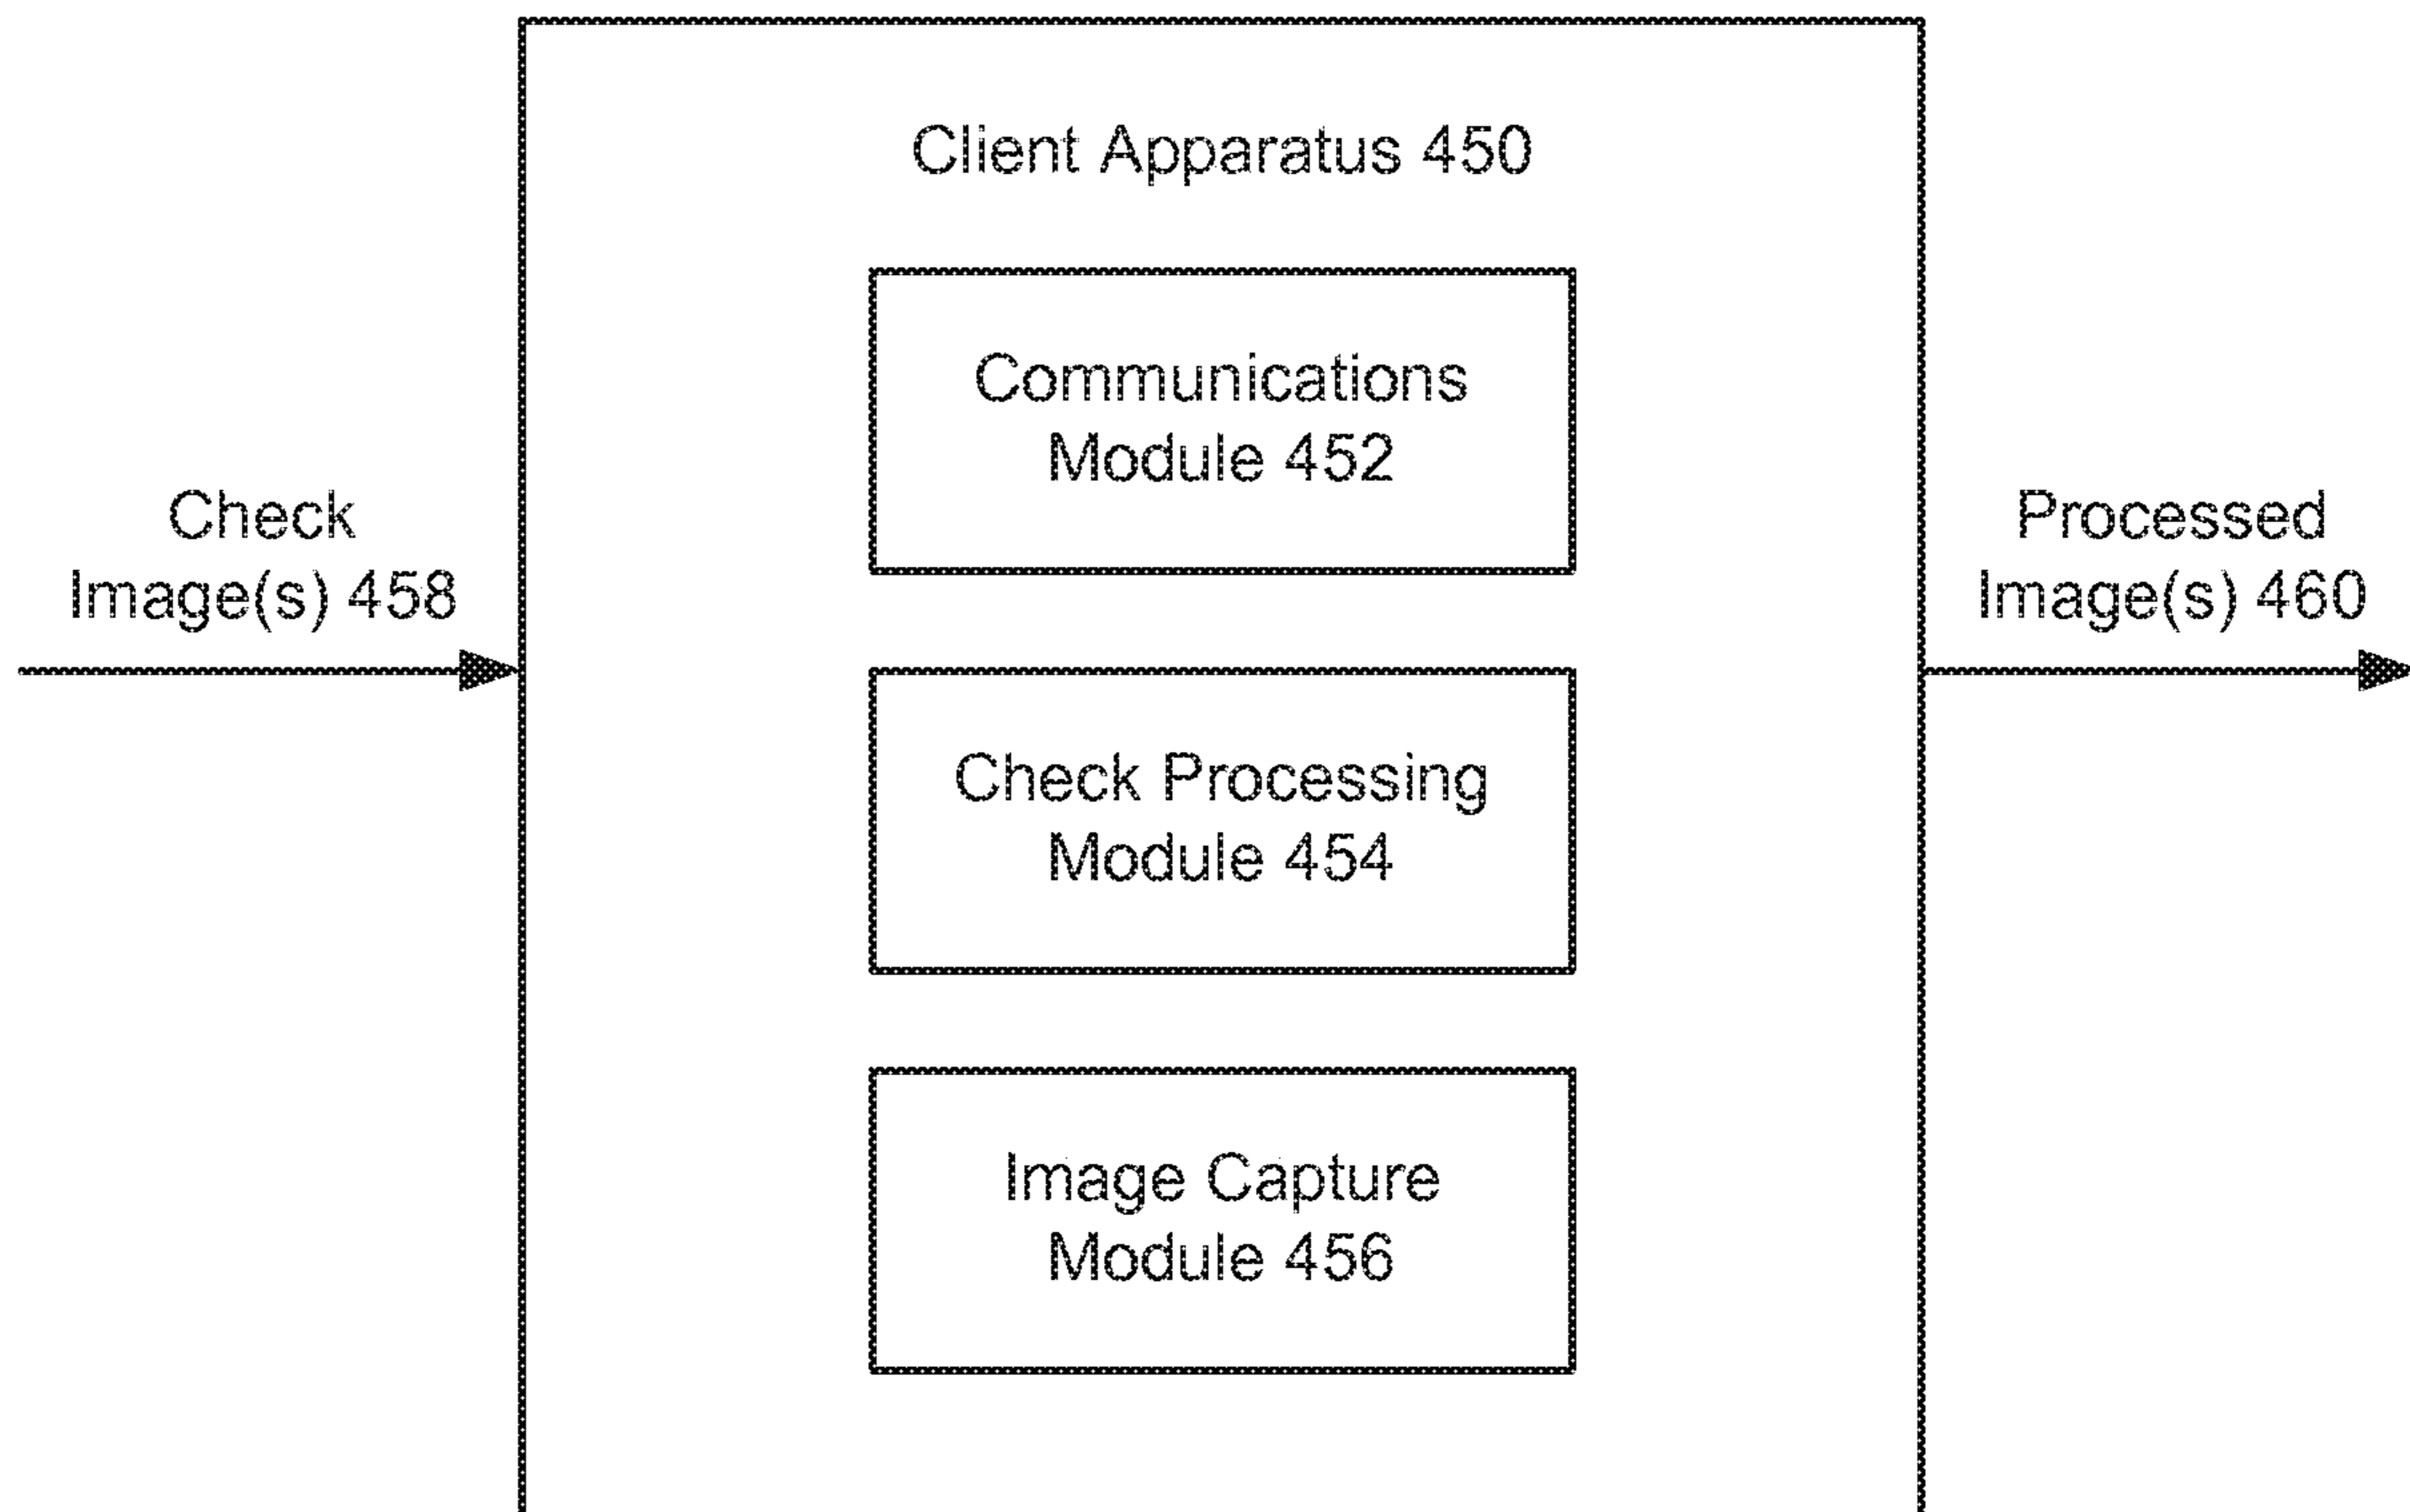 Client Apparatus 450
Communications
Module 452
Check
Image(s) 458
Processed
Image(s) 460
Check Processing
Module 454
Image Capture
Module 456